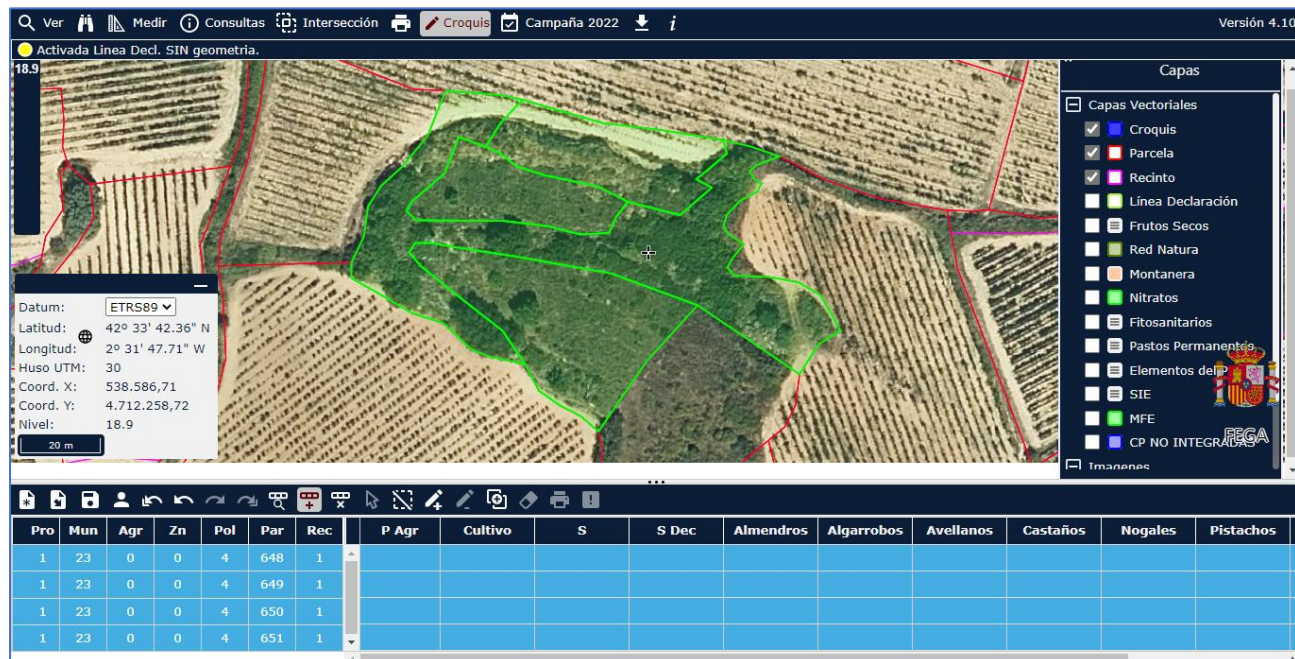 Ver Medir Consultas Intersección Croquis Campaña 2022 i Versión 4.10
Activada Linea Decl. SIN geometria.
18.9
Capas
Capas Vectoriales
Croquis
Parcela
Recinto
Línea Declaración
Frutos Secos
Red Natura
Montanera
Nitratos
Fitosanitarios
Pastos Permanentes
Elementos del P
SIE
MFE
CP NO INTEGRADAS
FEGA
Imagenes
Datum: ETRS89
Latitud: 42º 33' 42.36" N
Longitud: 2º 31' 47.71" W
Huso UTM: 30
Coord. X: 538.586,71
Coord. Y: 4.712.258,72
Nivel: 18.9
20 m
Pro Mun Agr Zn Pol Par Rec P Agr Cultivo S S Dec Almendros Algarrobos Avellanos Castaños Nogales Pistachos
1 23 0 0 4 648 1
1 23 0 0 4 649 1
1 23 0 0 4 650 1
1 23 0 0 4 651 1